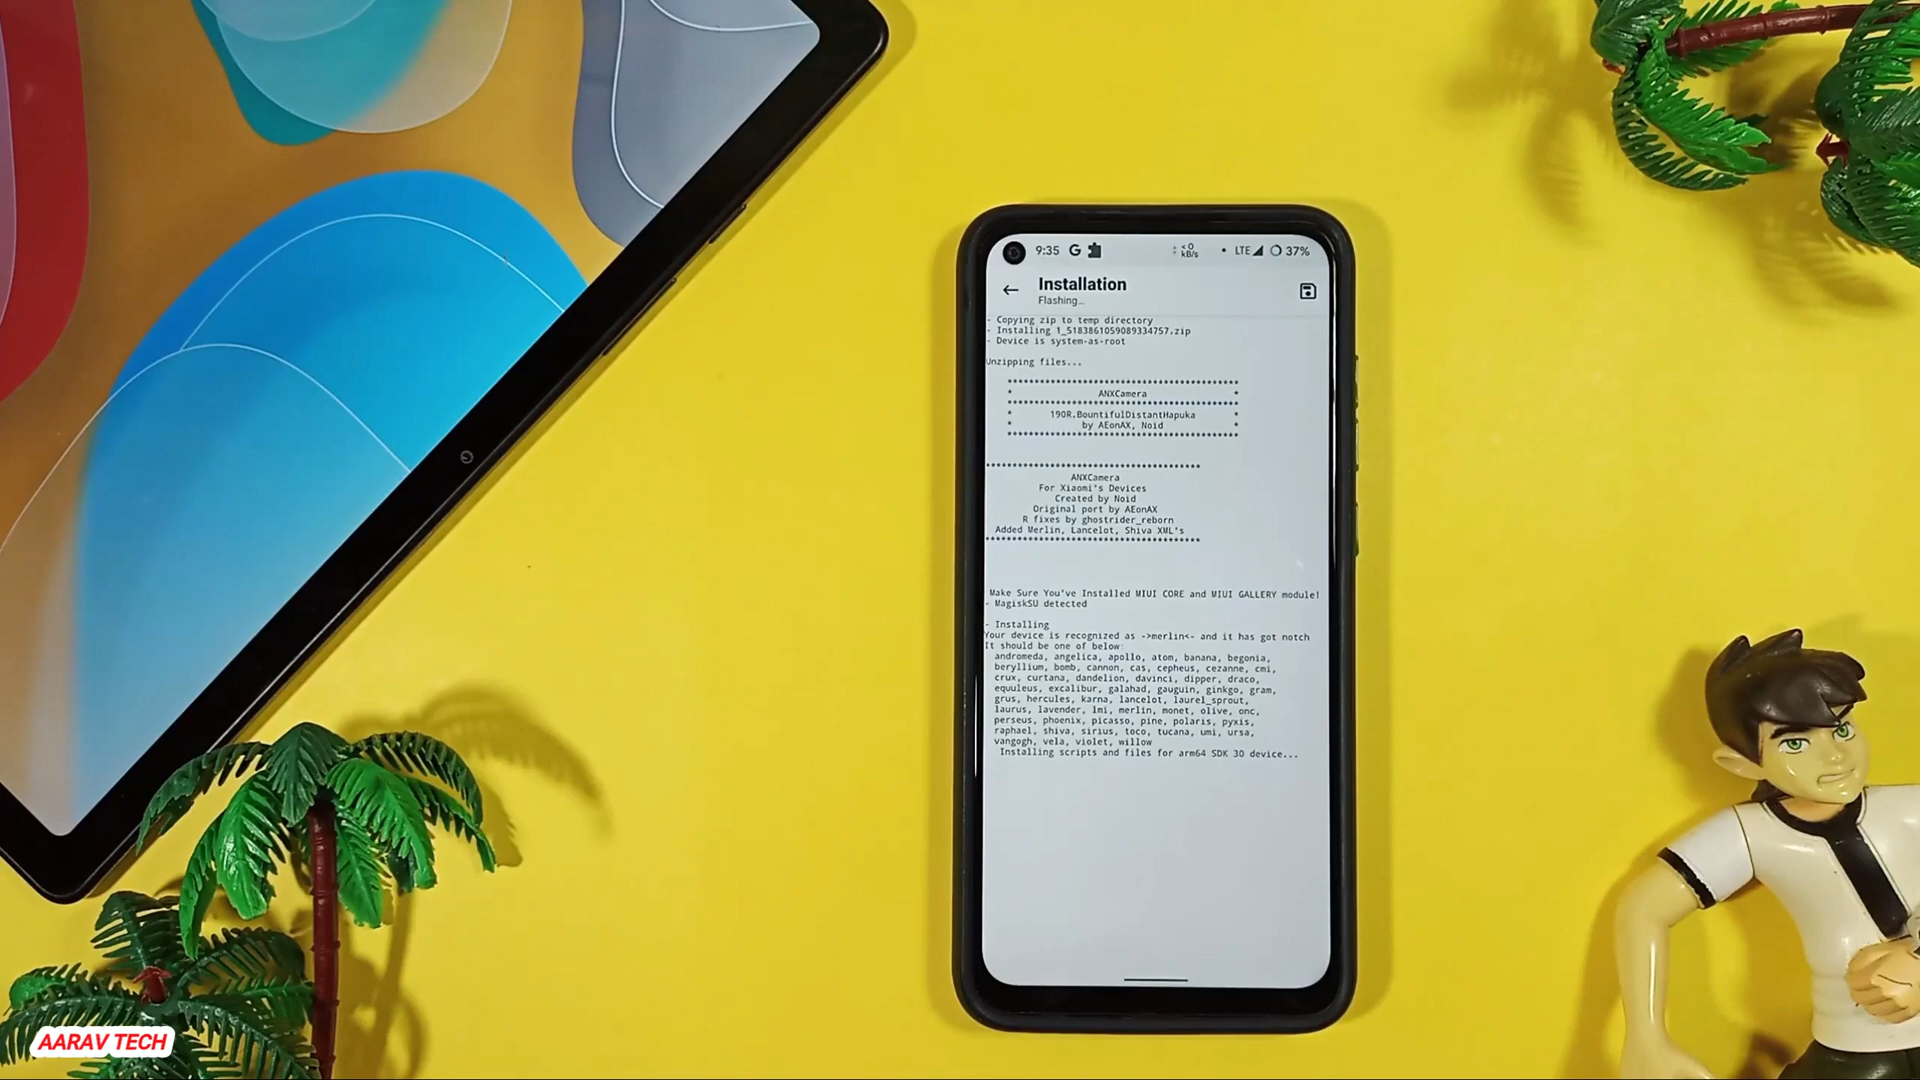 9:35 G <0 kB/s LTE 37%
Installation
Flashing...
- Copying zip to temp directory
- Installing 1_5183861059089334757.zip
- Device is system-as-root
Unzipping files...
*******************************************
* ANXCamera *
*******************************************
* 190R.BountifulDistantHapuka *
* by AEonAX, Noid *
*******************************************
****************************************
ANXCamera
For Xiaomi's Devices
Created by Noid
Original port by AEonAX
R fixes by ghostrider_reborn
Added Merlin, Lancelot, Shiva XML's
****************************************
Make Sure You've Installed MIUI CORE and MIUI GALLERY module!
- MagiskSU detected
- Installing
Your device is recognized as ->merlin<- and it has got notch
It should be one of below:
andromeda, angelica, apollo, atom, banana, begonia,
beryllium, bomb, cannon, cas, cepheus, cezanne, cmi,
crux, curtana, dandelion, davinci, dipper, draco,
equuleus, excalibur, galahad, gauguin, ginkgo, gram,
grus, hercules, karna, lancelot, laurel_sprout,
laurus, lavender, lmi, merlin, monet, olive, onc,
perseus, phoenix, picasso, pine, polaris, pyxis,
raphael, shiva, sirius, toco, tucana, umi, ursa,
vangogh, vela, violet, willow
Installing scripts and files for arm64 SDK 30 device...
AARAV TECH